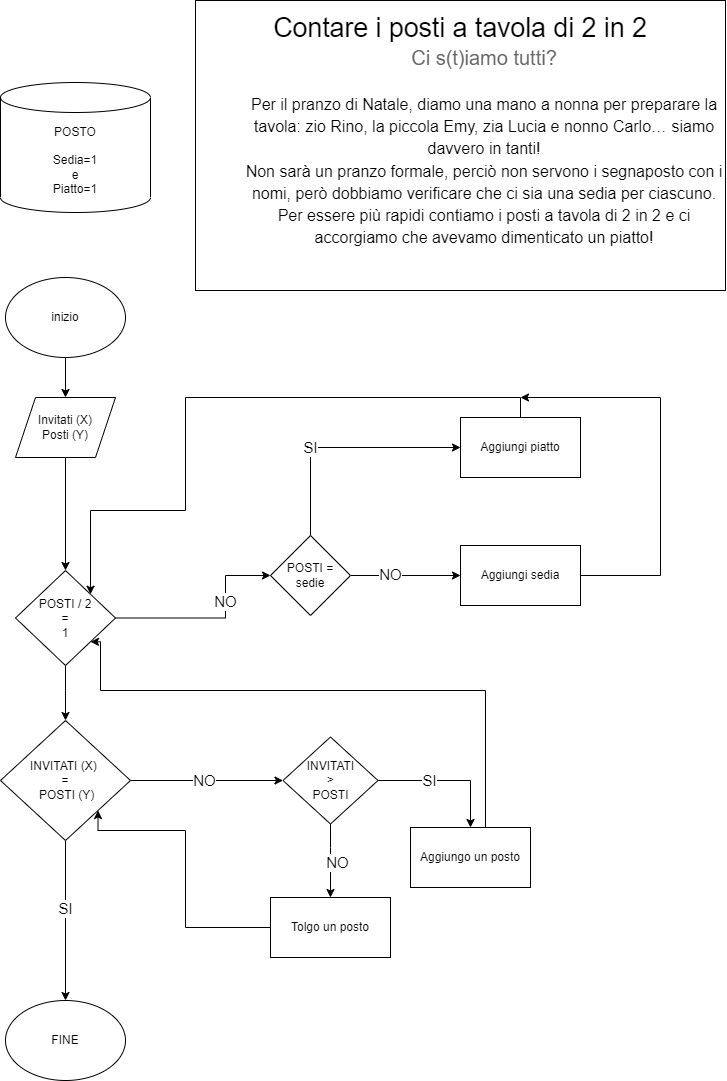 Contare i posti a tavola di 2 in 2
Ci s(t)iamo tutti?
Per il pranzo di Natale, diamo una mano a nonna per preparare la
tavola: zio Rino, la piccola Emy, zia Lucia e nonno Carlo… siamo
davvero in tanti!
Non sarà un pranzo formale, perciò non servono i segnaposto con i
nomi, però dobbiamo verificare che ci sia una sedia per ciascuno.
Per essere più rapidi contiamo i posti a tavola di 2 in 2 e ci
accorgiamo che avevamo dimenticato un piatto!
POSTO
Sedia=1
e
Piatto=1
inizio
Invitati (X)
Posti (Y)
SI
Aggiungi piatto
POSTI =
sedie
NO
Aggiungi sedia
POSTI / 2
=
1
NO
INVITATI (X)
=
POSTI (Y)
NO
INVITATI
>
POSTI
SI
Aggiungo un posto
NO
Tolgo un posto
SI
FINE